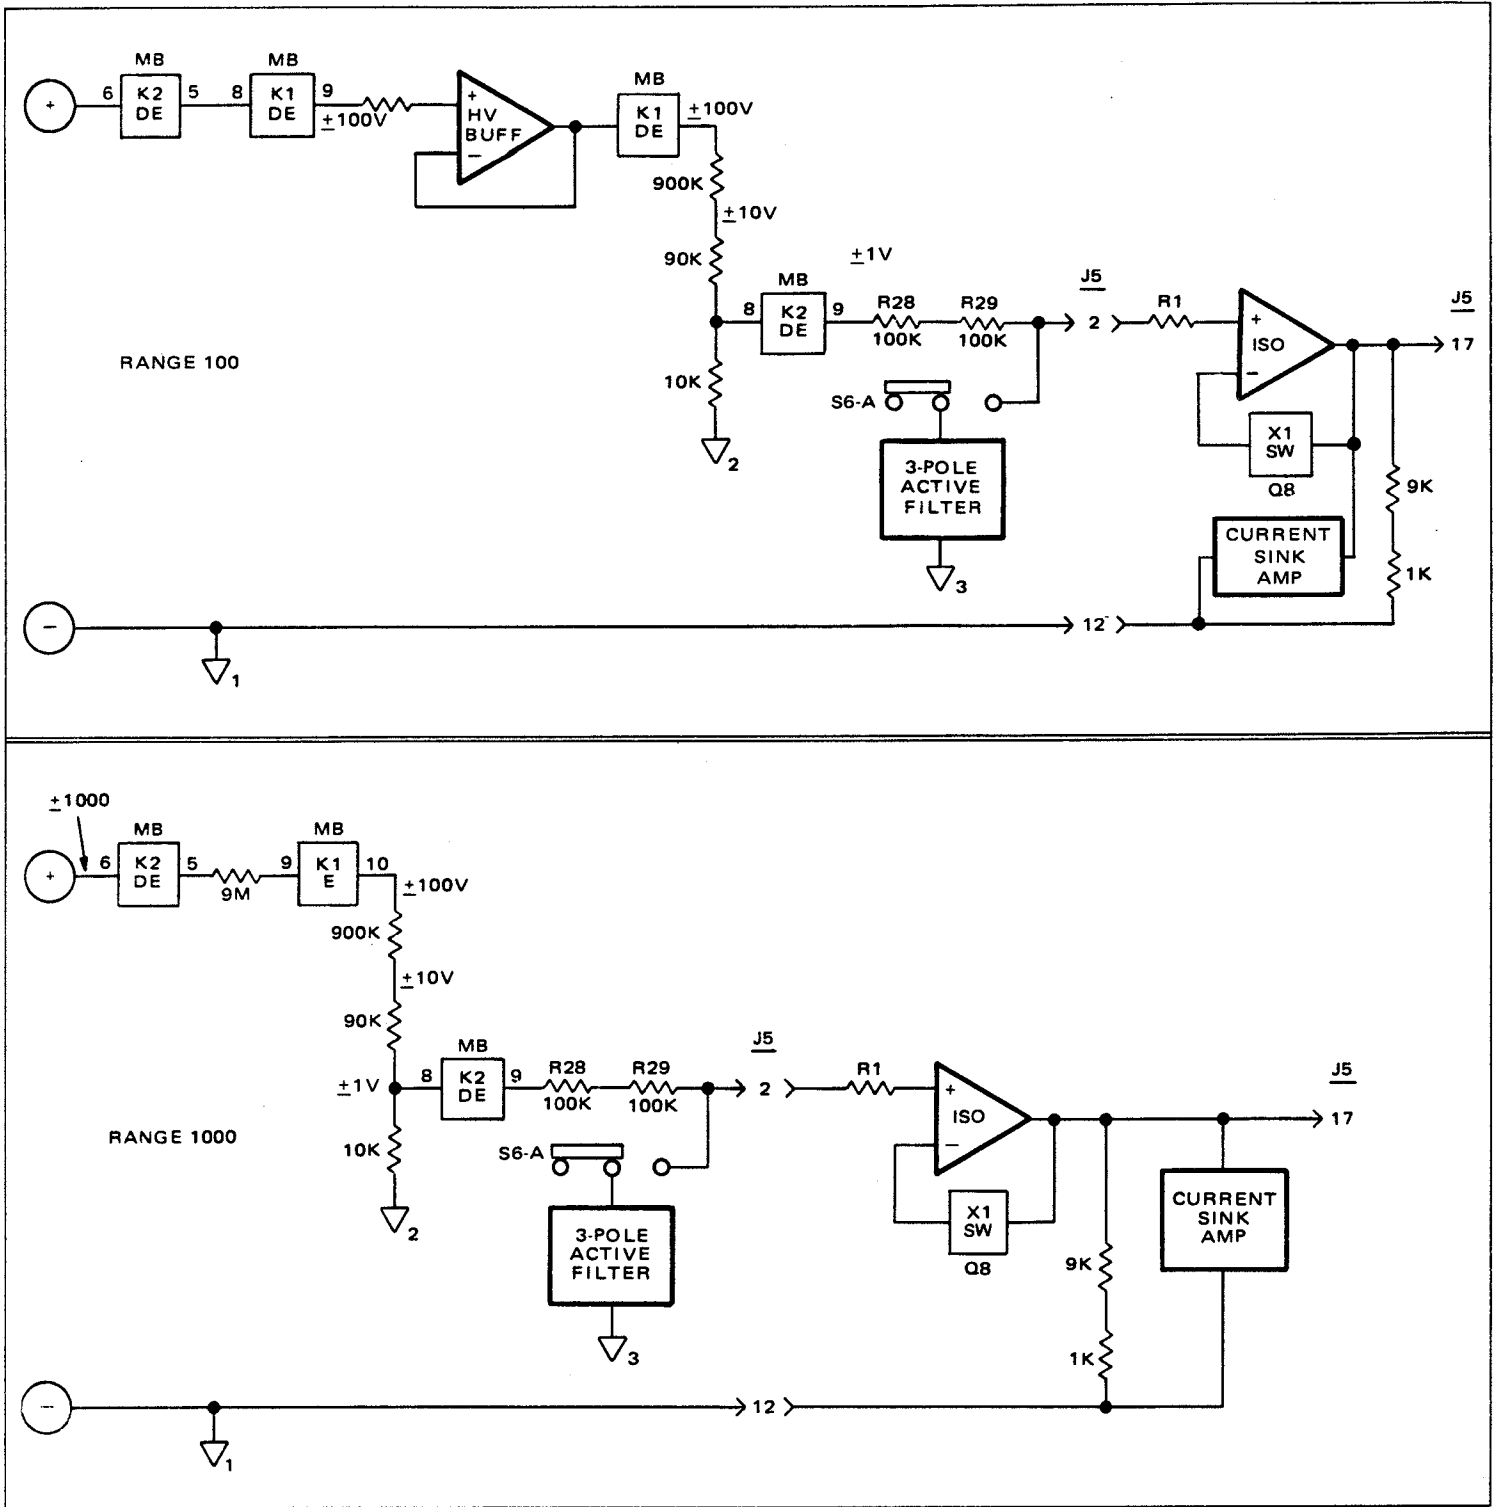 MB
MB
+
6
K2
DE
5
8
K1
DE
9
±100V
+
HV
BUFF
−
MB
K1
DE
±100V
900K
±10V
90K
±1V
MB
8
K2
DE
9
R28
100K
R29
100K
J5
2
R1
+
ISO
−
J5
17
RANGE 100
10K
2
S6-A
3-POLE
ACTIVE
FILTER
3
X1
SW
Q8
9K
CURRENT
SINK
AMP
1K
−
12
1
±1000
MB
MB
+
6
K2
DE
5
9M
9
K1
E
10
±100V
900K
±10V
90K
MB
±1V
8
K2
DE
9
R28
100K
R29
100K
J5
2
R1
+
ISO
−
J5
17
RANGE 1000
10K
2
S6-A
3-POLE
ACTIVE
FILTER
3
X1
SW
Q8
CURRENT
SINK
AMP
9K
1K
−
12
1